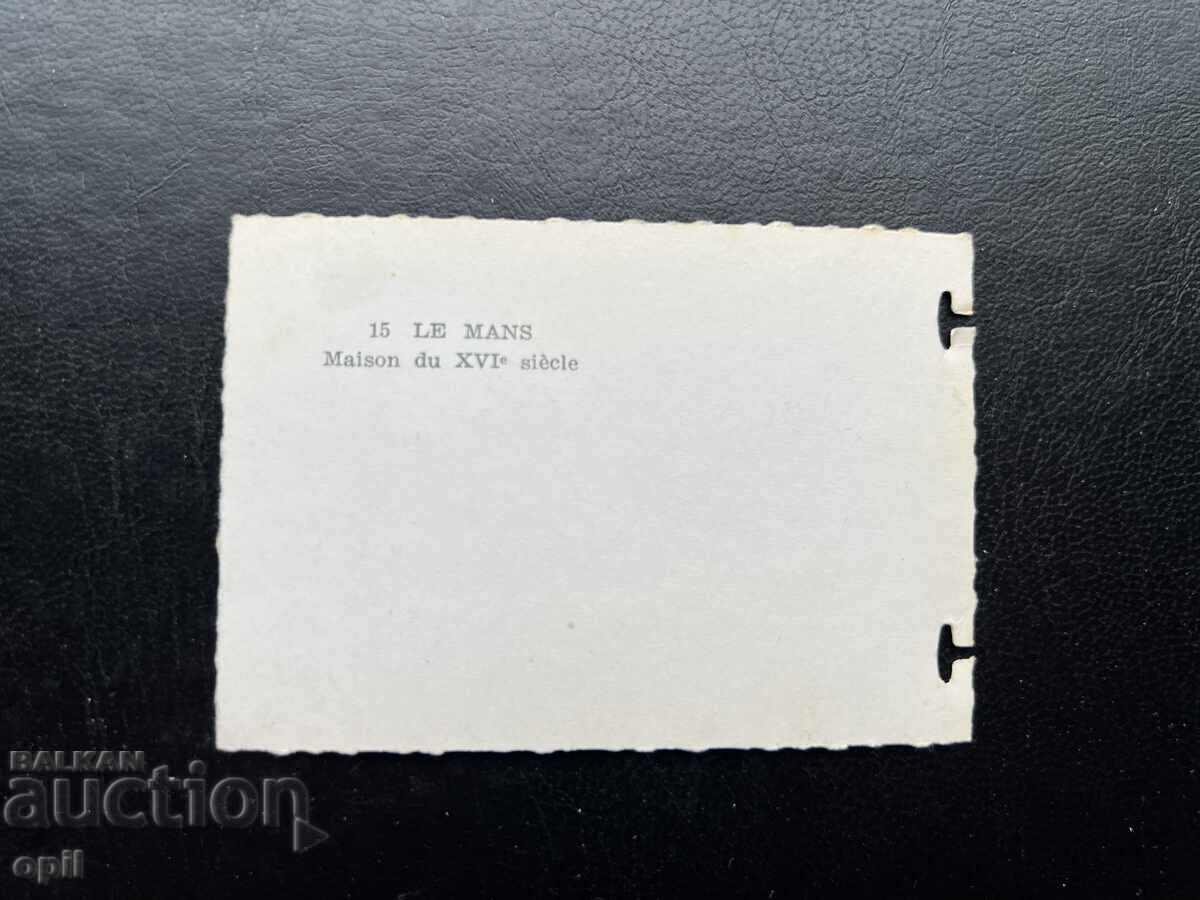 15 LE MANS
Maison du XVIe siècle
BALKAN
auction
opil